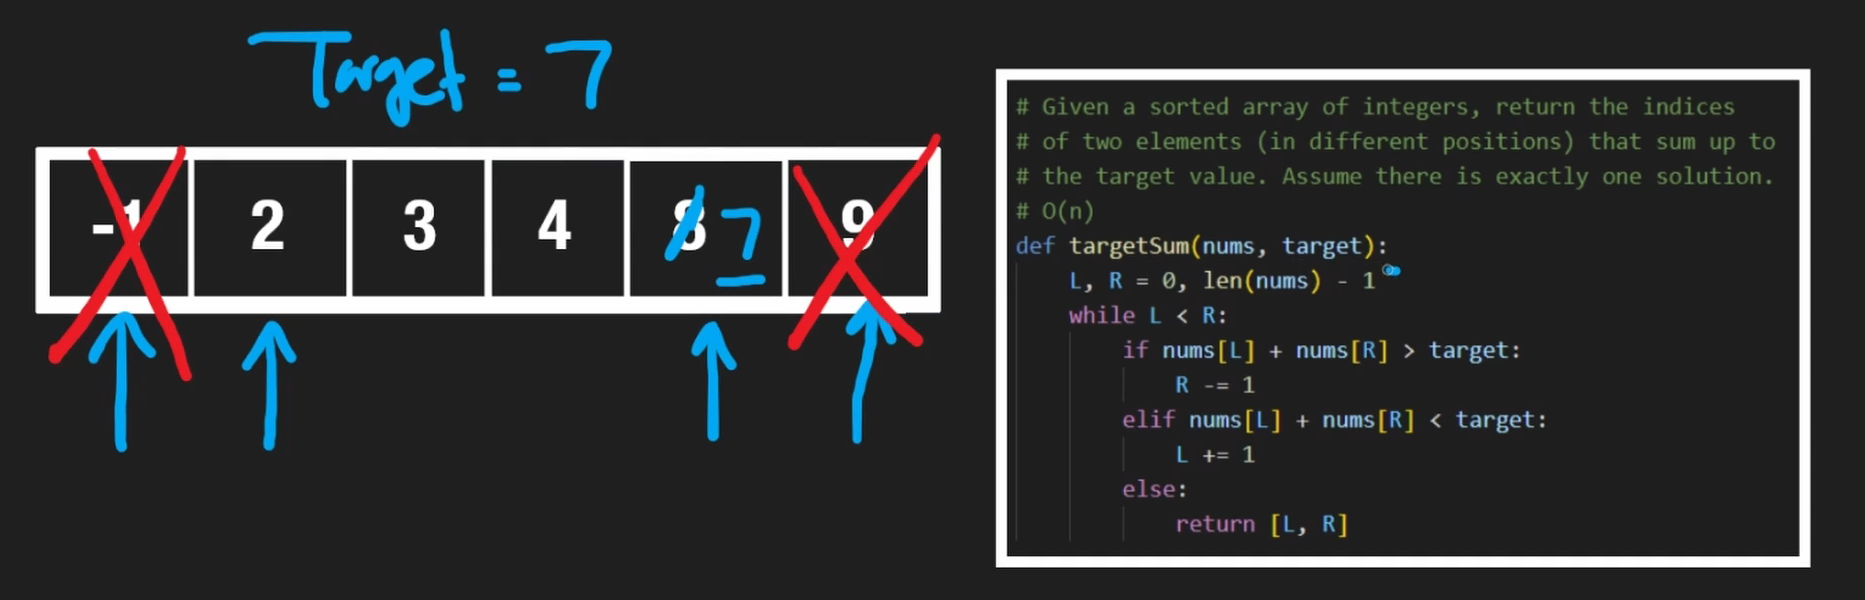 Target = 7
-1 2 3 4 8 7 9
# Given a sorted array of integers, return the indices
# of two elements (in different positions) that sum up to
# the target value. Assume there is exactly one solution.
# O(n)
def targetSum(nums, target):
    L, R = 0, len(nums) - 1
    while L < R:
        if nums[L] + nums[R] > target:
            R -= 1
        elif nums[L] + nums[R] < target:
            L += 1
        else:
            return [L, R]